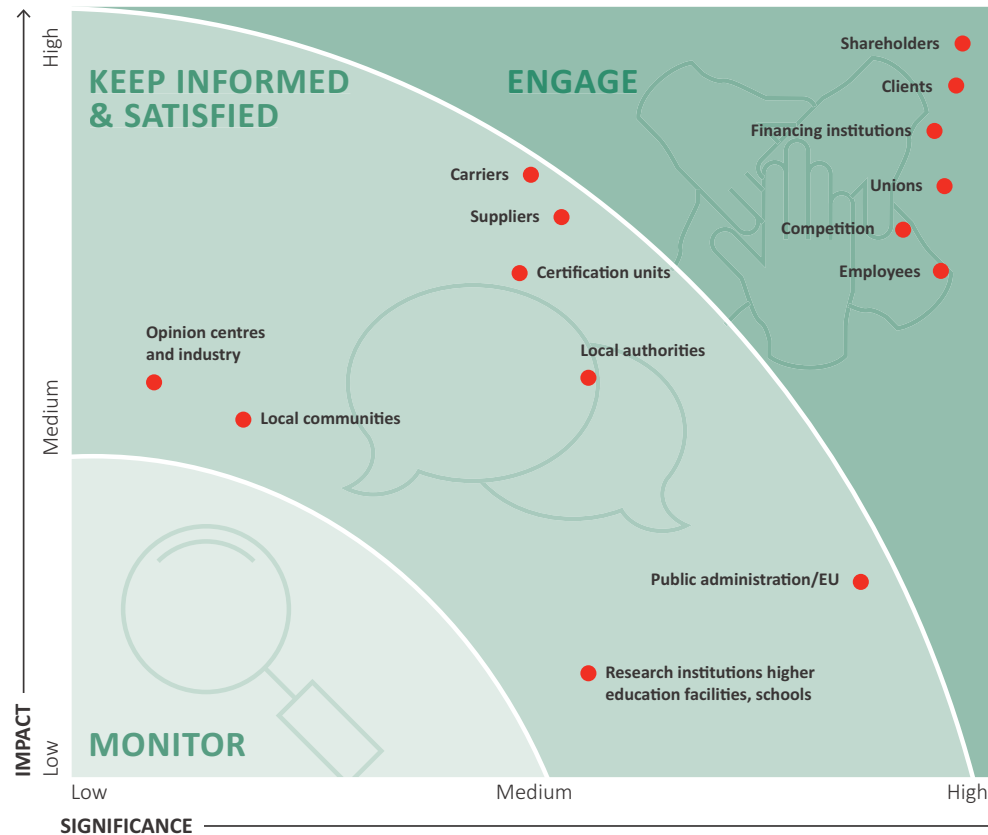 High
KEEP INFORMED
& SATISFIED
ENGAGE
Shareholders
Clients
Financing institutions
Carriers
Unions
Suppliers
Competition
Certification units
Employees
Opinion centres
and industry
Local authorities
Medium
Local communities
Public administration/EU
Research institutions higher
education facilities, schools
MONITOR
IMPACT
Low
Low
Medium
High
SIGNIFICANCE